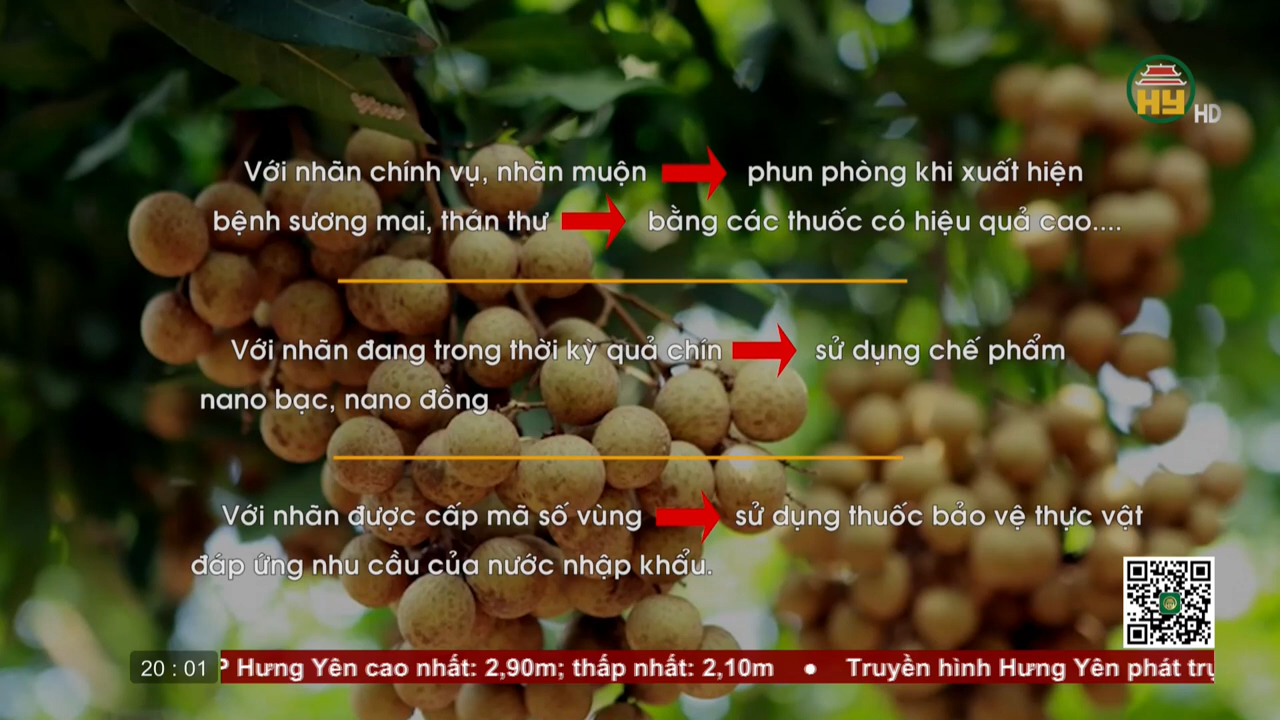 HY HD
Với nhãn chính vụ, nhãn muộn phun phòng khi xuất hiện
bệnh sương mai, thán thư bằng các thuốc có hiệu quả cao....
Với nhãn đang trong thời kỳ quả chín sử dụng chế phẩm
nano bạc, nano đồng
Với nhãn được cấp mã số vùng sử dụng thuốc bảo vệ thực vật
đáp ứng nhu cầu của nước nhập khẩu.
20 : 01 P Hưng Yên cao nhất: 2,90m; thấp nhất: 2,10m ● Truyền hình Hưng Yên phát